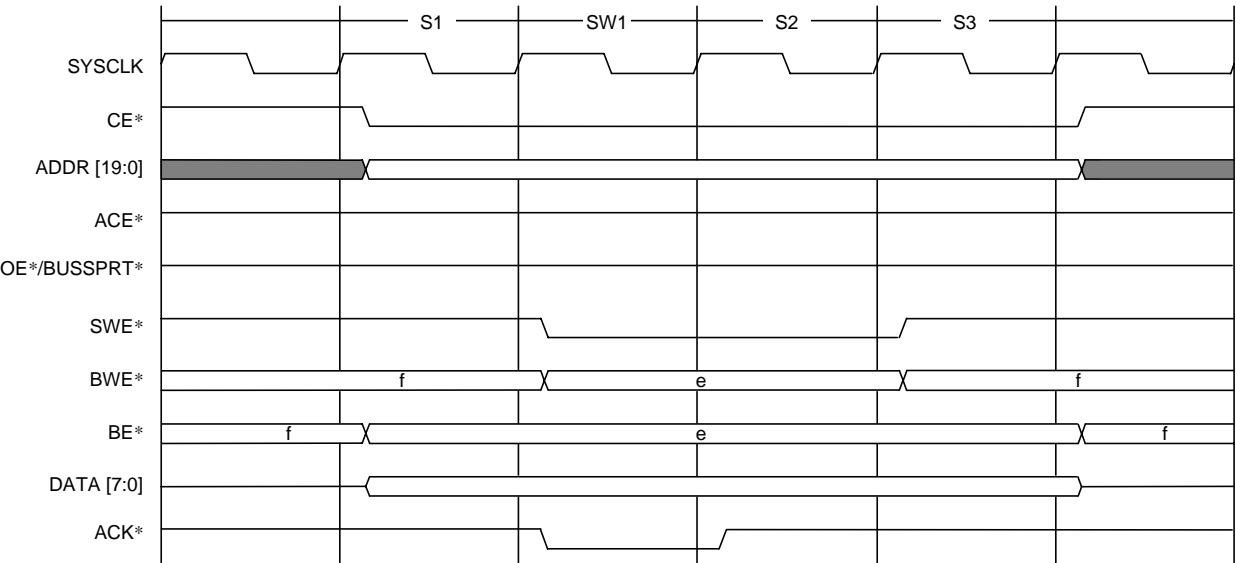 S1 SW1 S2 S3
SYSCLK
CE*
ADDR [19:0]
ACE*
OE*/BUSSPRT*
SWE*
BWE* f e f
BE* f e f
DATA [7:0]
ACK*